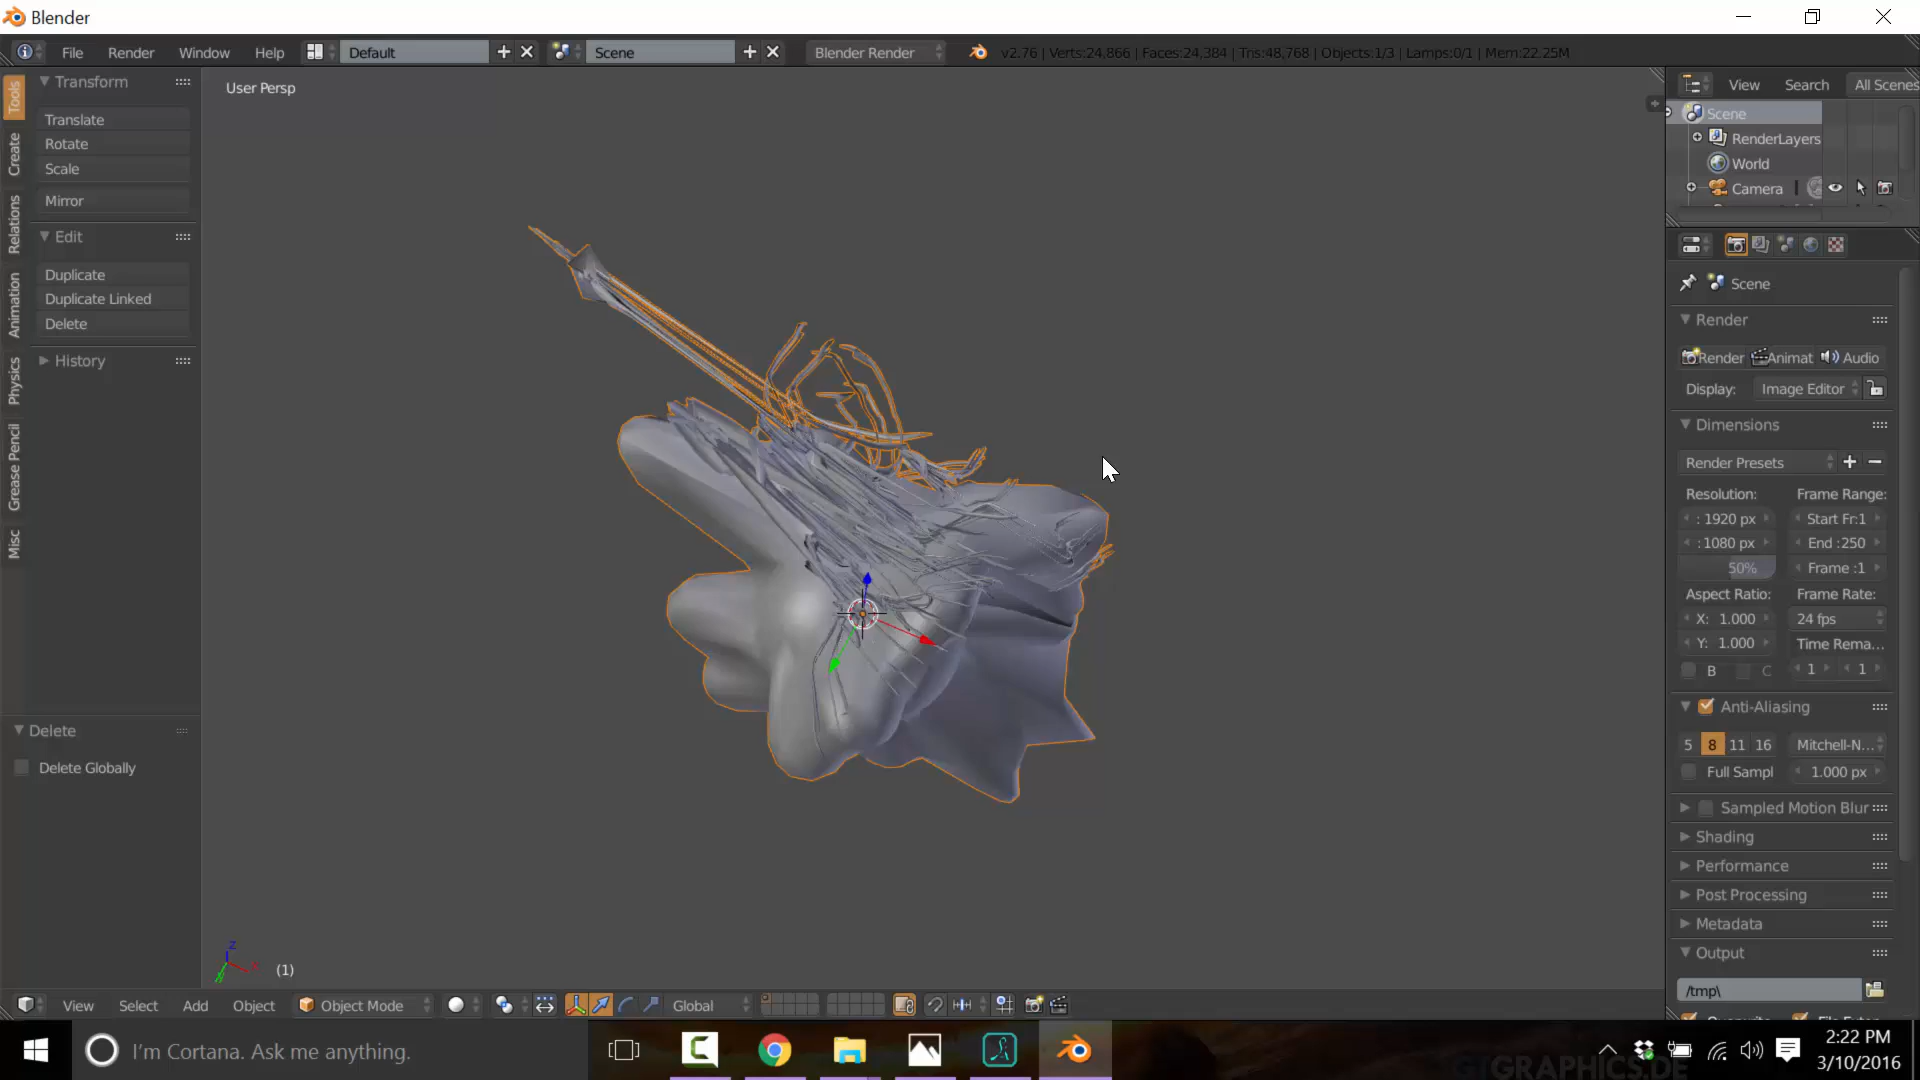 Blender
File Render Window Help Default Scene Blender Render v2.76 | Verts:24,866 | Faces:24,384 | Tris:48,768 | Objects:1/3 | Lamps:0/1 | Mem:22.25M
Tools
Create
Relations
Animation
Physics
Grease Pencil
Misc
Transform
Translate
Rotate
Scale
Mirror
Edit
Duplicate
Duplicate Linked
Delete
History
Delete
Delete Globally
User Persp
z
x
y
(1)
View Select Add Object Object Mode Global
View Search All Scenes
Scene
RenderLayers
World
Camera
Scene
Render
Render Animat Audio
Display: Image Editor
Dimensions
Render Presets
Resolution: Frame Range:
: 1920 px Start Fr:1
:1080 px End :250
50% Frame :1
Aspect Ratio: Frame Rate:
X: 1.000 24 fps
Y: 1.000 Time Rema...
B C 1 1
Anti-Aliasing
5 8 11 16 Mitchell-N...
Full Sampl 1.000 px
Sampled Motion Blur
Shading
Performance
Post Processing
Metadata
Output
/tmp\
I'm Cortana. Ask me anything.
2:22 PM
3/10/2016
GTGRAPHICS.DE